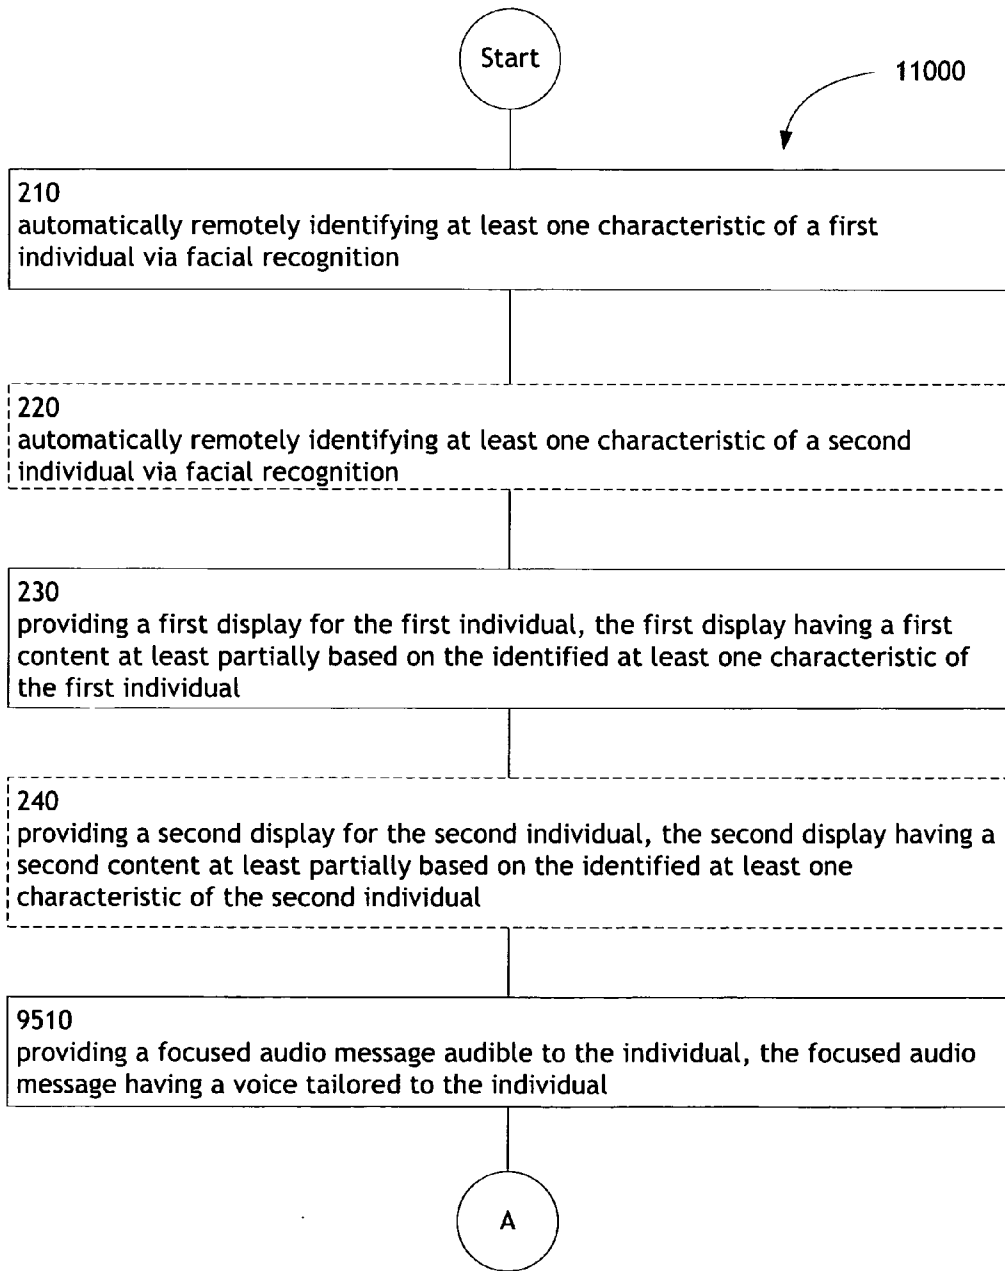 Start
11000
210
automatically remotely identifying at least one characteristic of a first
individual via facial recognition
220
automatically remotely identifying at least one characteristic of a second
individual via facial recognition
230
providing a first display for the first individual, the first display having a first
content at least partially based on the identified at least one characteristic of
the first individual
240
providing a second display for the second individual, the second display having a
second content at least partially based on the identified at least one
characteristic of the second individual
9510
providing a focused audio message audible to the individual, the focused audio
message having a voice tailored to the individual
A